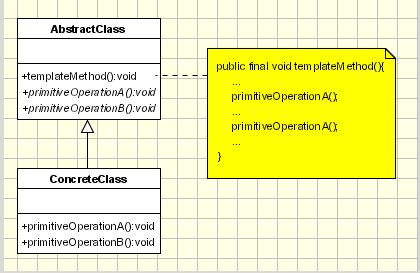 AbstractClass
+templateMethod():void
+primitiveOperationA():void
+primitiveOperationB():void
public final void templateMethod(){
...
primitiveOperationA();
...
primitiveOperationA();
...
}
ConcreteClass
+primitiveOperationA():void
+primitiveOperationB():void